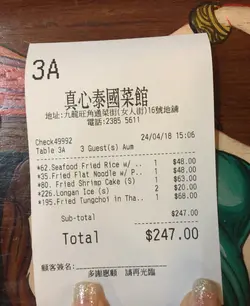 3A
真心泰國菜館
地址:九龍旺角通菜街(女人街)16號地舖
電話:2385 5611
Check49992 24/04/18 15:06
Table 3A 3 Guest(s) Aum
*62.Seafood Fried Rice w/ .. 1 $48.00
*35.Fried Flat Noodle w/ P.. 1 $48.00
*80. Fried Shrimp Cake (S) 1 $63.00
*226.Longan Ice (s) 2 $20.00
*195.Fried Tungchoi in Tha.. 1 $68.00
Sub-total $247.00
Total $247.00
顧客簽名:
多謝惠顧 請再光臨